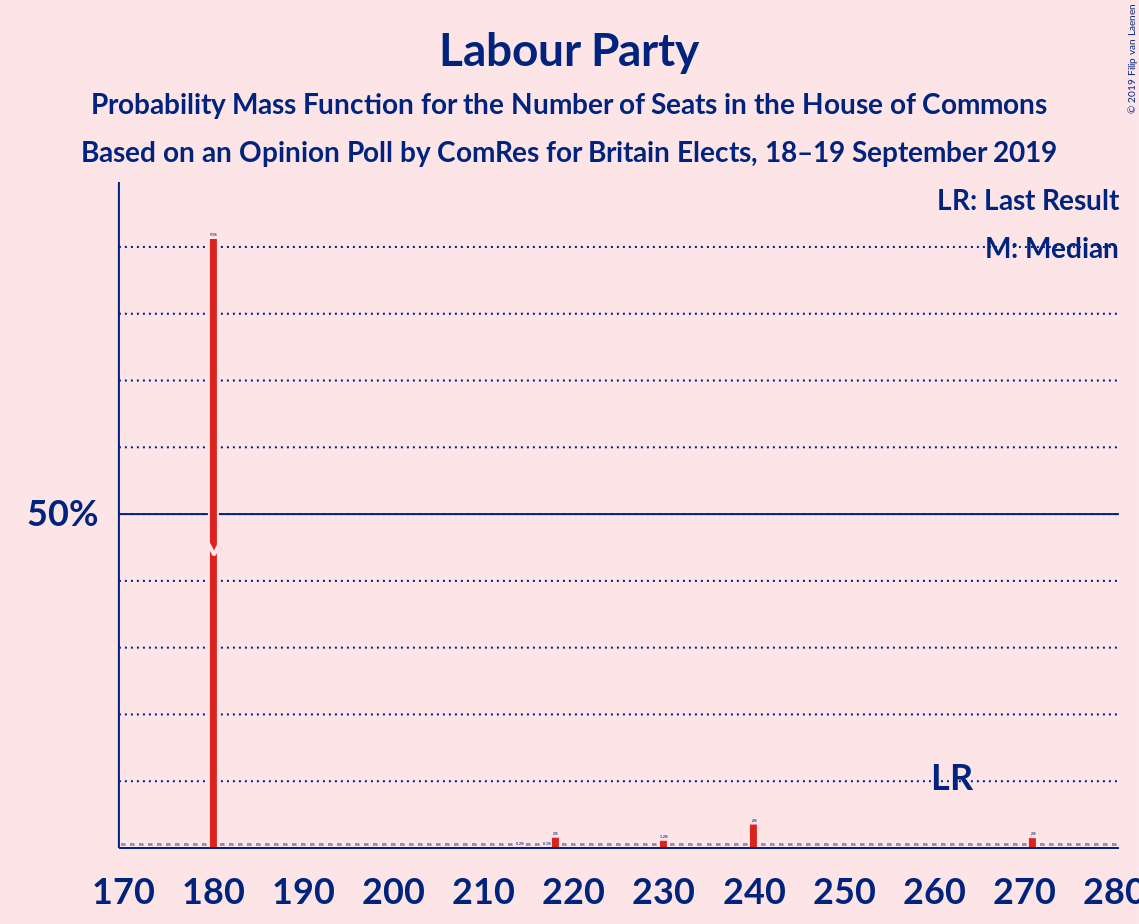 Labour Party
Probability Mass Function for the Number of Seats in the House of Commons
Based on an Opinion Poll by ComRes for Britain Elects, 18–19 September 2019
© 2019 Filip van Laenen
LR: Last Result
M: Median
50%
M
LR
170 180 190 200 210 220 230 240 250 260 270 280